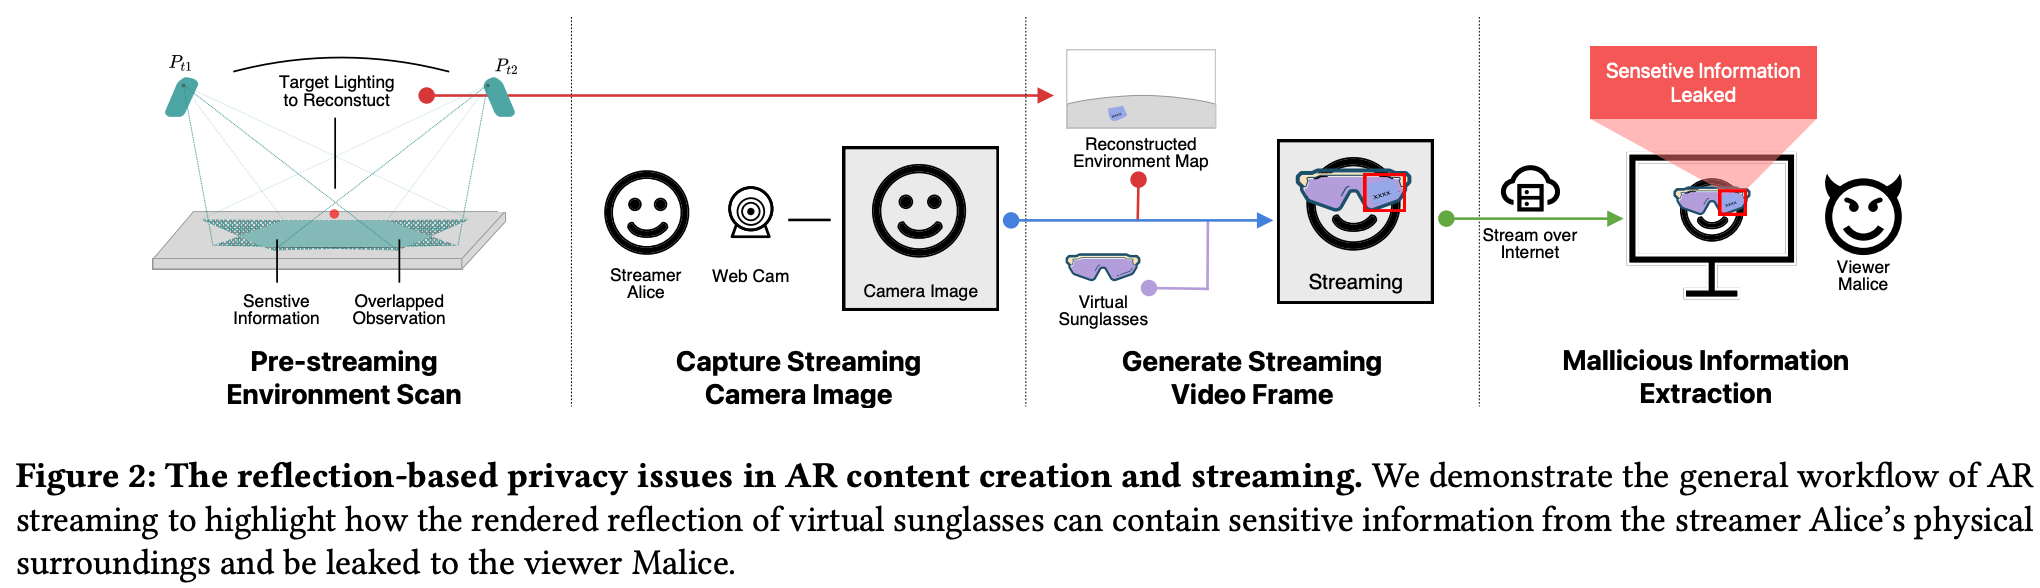 P_t1
P_t2
Target Lighting
to Reconstuct
Senstive
Information
Overlapped
Observation
Pre-streaming
Environment Scan
Streamer
Alice
Web Cam
Camera Image
Capture Streaming
Camera Image
Reconstructed
Environment Map
xxxx
Virtual
Sunglasses
xxxx
Streaming
Generate Streaming
Video Frame
Sensetive Information
Leaked
Stream over
Internet
xxxx
Viewer
Malice
Mallicious Information
Extraction
Figure 2: The reflection-based privacy issues in AR content creation and streaming. We demonstrate the general workflow of AR
streaming to highlight how the rendered reflection of virtual sunglasses can contain sensitive information from the streamer Alice’s physical
surroundings and be leaked to the viewer Malice.